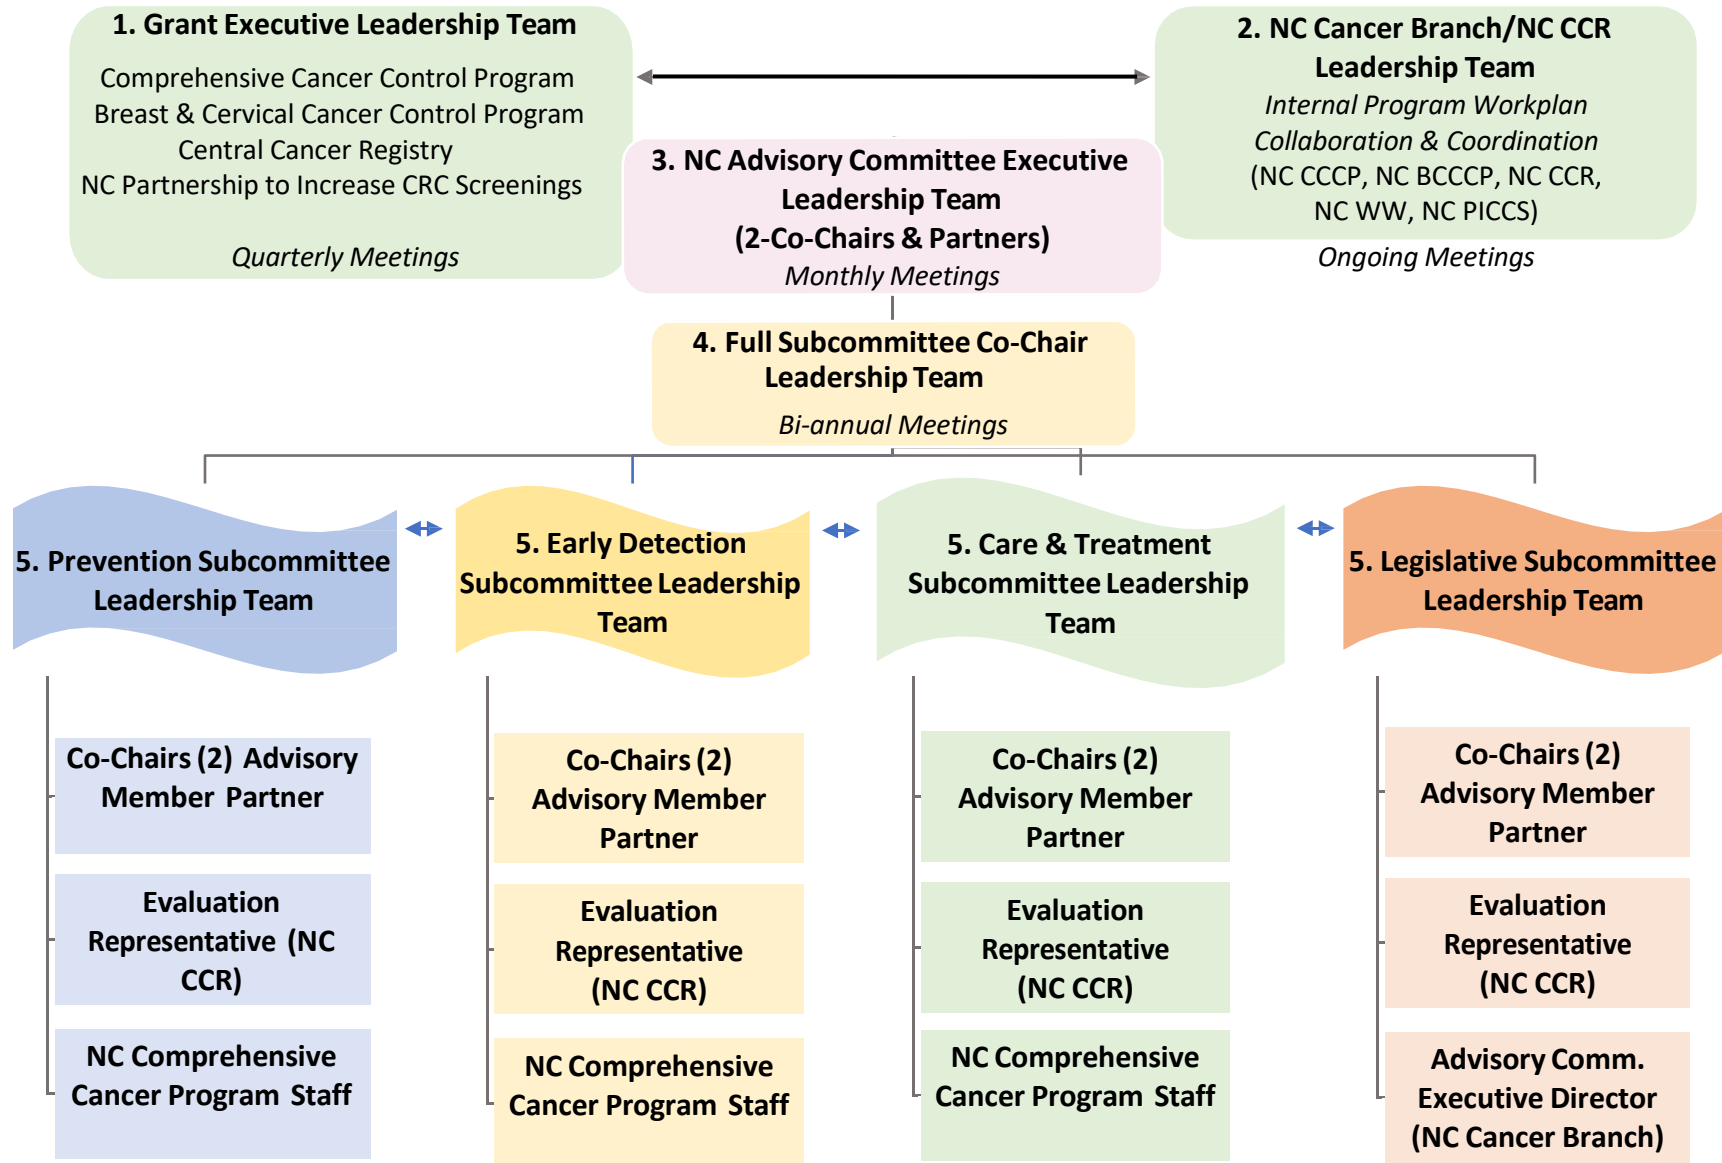 1. Grant Executive Leadership Team
Comprehensive Cancer Control Program
Breast & Cervical Cancer Control Program
Central Cancer Registry
NC Partnership to Increase CRC Screenings
Quarterly Meetings
2. NC Cancer Branch/NC CCR
Leadership Team
Internal Program Workplan
Collaboration & Coordination
(NC CCCP, NC BCCCP, NC CCR,
NC WW, NC PICCS)
Ongoing Meetings
3. NC Advisory Committee Executive
Leadership Team
(2-Co-Chairs & Partners)
Monthly Meetings
4. Full Subcommittee Co-Chair
Leadership Team
Bi-annual Meetings
5. Prevention Subcommittee
Leadership Team
5. Early Detection
Subcommittee Leadership
Team
5. Care & Treatment
Subcommittee Leadership
Team
5. Legislative Subcommittee
Leadership Team
Co-Chairs (2) Advisory
Member Partner
Evaluation
Representative (NC
CCR)
NC Comprehensive
Cancer Program Staff
Co-Chairs (2)
Advisory Member
Partner
Evaluation
Representative
(NC CCR)
NC Comprehensive
Cancer Program Staff
Co-Chairs (2)
Advisory Member
Partner
Evaluation
Representative
(NC CCR)
NC Comprehensive
Cancer Program Staff
Co-Chairs (2)
Advisory Member
Partner
Evaluation
Representative
(NC CCR)
Advisory Comm.
Executive Director
(NC Cancer Branch)